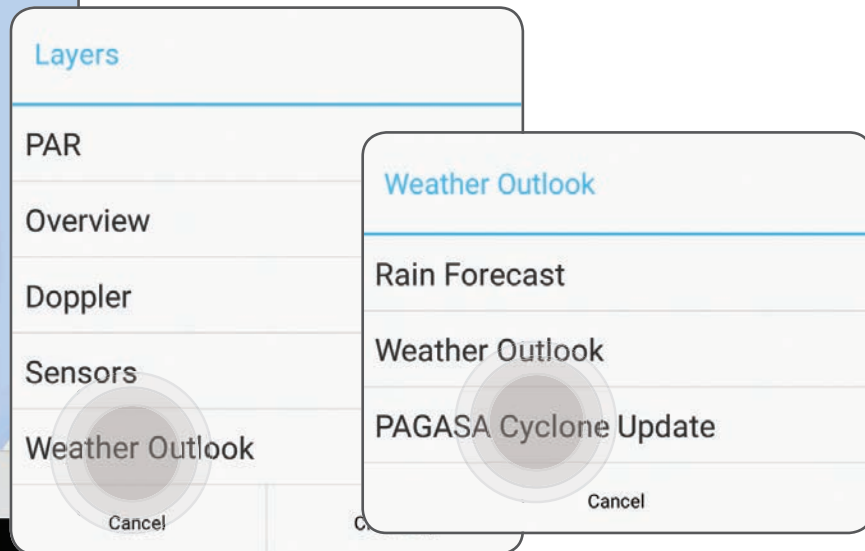 Layers
PAR
Overview
Doppler
Sensors
Weather Outlook
Cancel
Weather Outlook
Rain Forecast
Weather Outlook
PAGASA Cyclone Update
Cancel